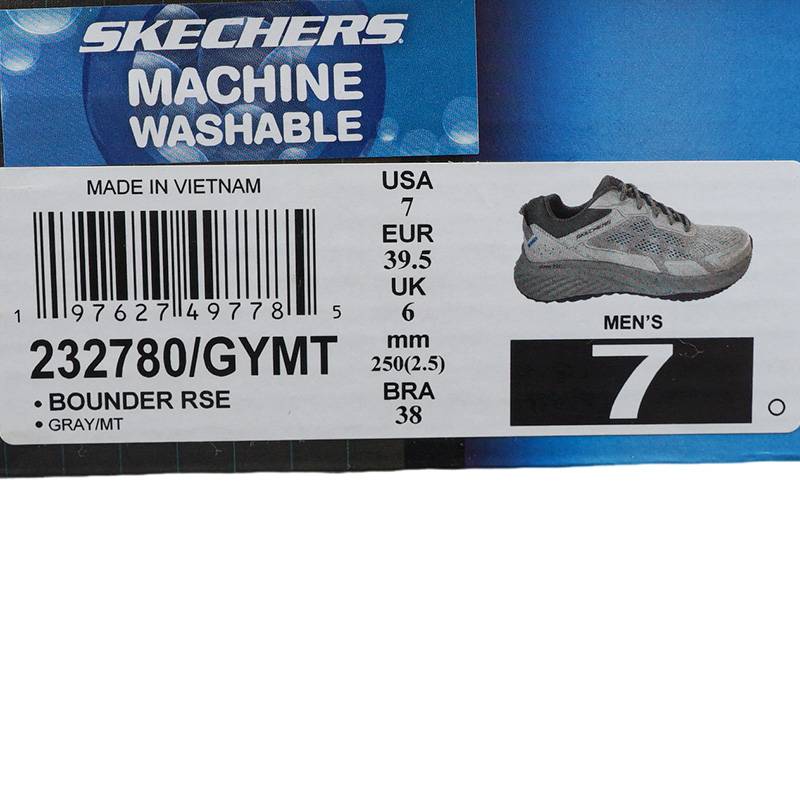 SKECHERS
MACHINE
WASHABLE
MADE IN VIETNAM
1 97627 49778 5
232780/GYMT
• BOUNDER RSE
• GRAY/MT
USA
7
EUR
39.5
UK
6
mm
250(2.5)
BRA
38
SKECHERS
MEN'S
7